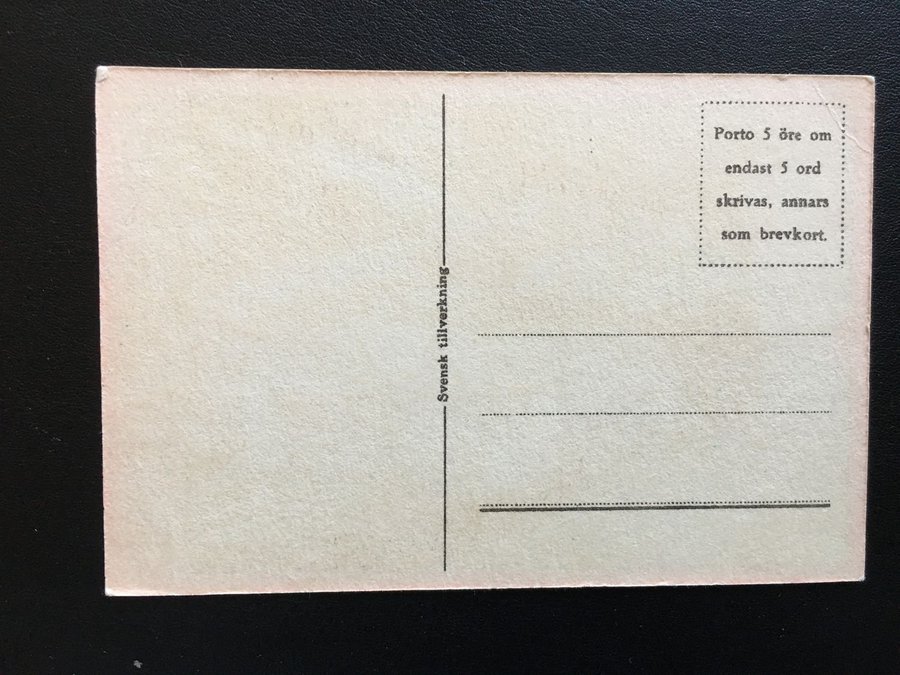 Porto 5 öre om
endast 5 ord
skrivas, annars
som brevkort.
Svensk tillverkning